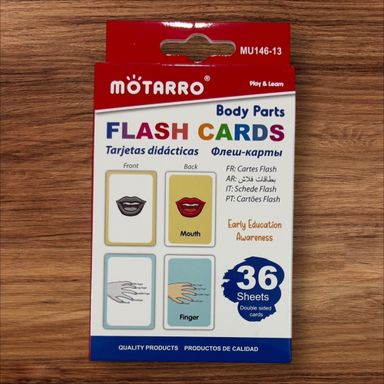 MU146-13
MOTARRO®
Play & Learn
Body Parts
FLASH CARDS
Tarjetas didácticas Флеш-карты
Front Back
FR: Cartes Flash
AR: بطاقات فلاش
IT: Schede Flash
PT: Cartões Flash
Mouth
Early Education
Awareness
36
Sheets
Double sided
cards
Finger
QUALITY PRODUCTS PRODUCTOS DE CALIDAD